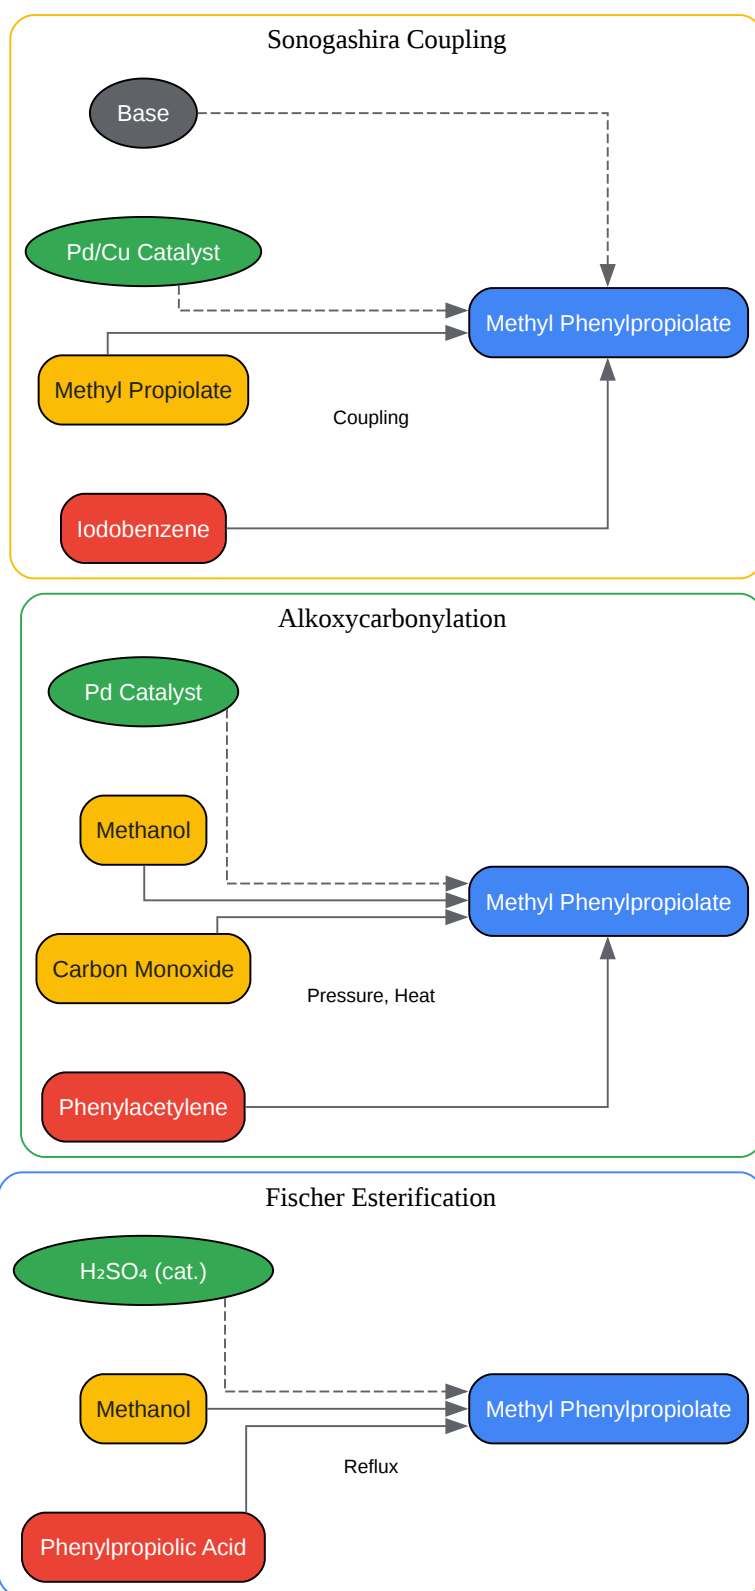 Sonogashira Coupling
Base
Pd/Cu Catalyst
Methyl Phenylpropiolate
Methyl Propiolate
Coupling
Iodobenzene
Alkoxycarbonylation
Pd Catalyst
Methanol
Methyl Phenylpropiolate
Carbon Monoxide
Pressure, Heat
Phenylacetylene
Fischer Esterification
H₂SO₄ (cat.)
Methanol
Methyl Phenylpropiolate
Reflux
Phenylpropiolic Acid